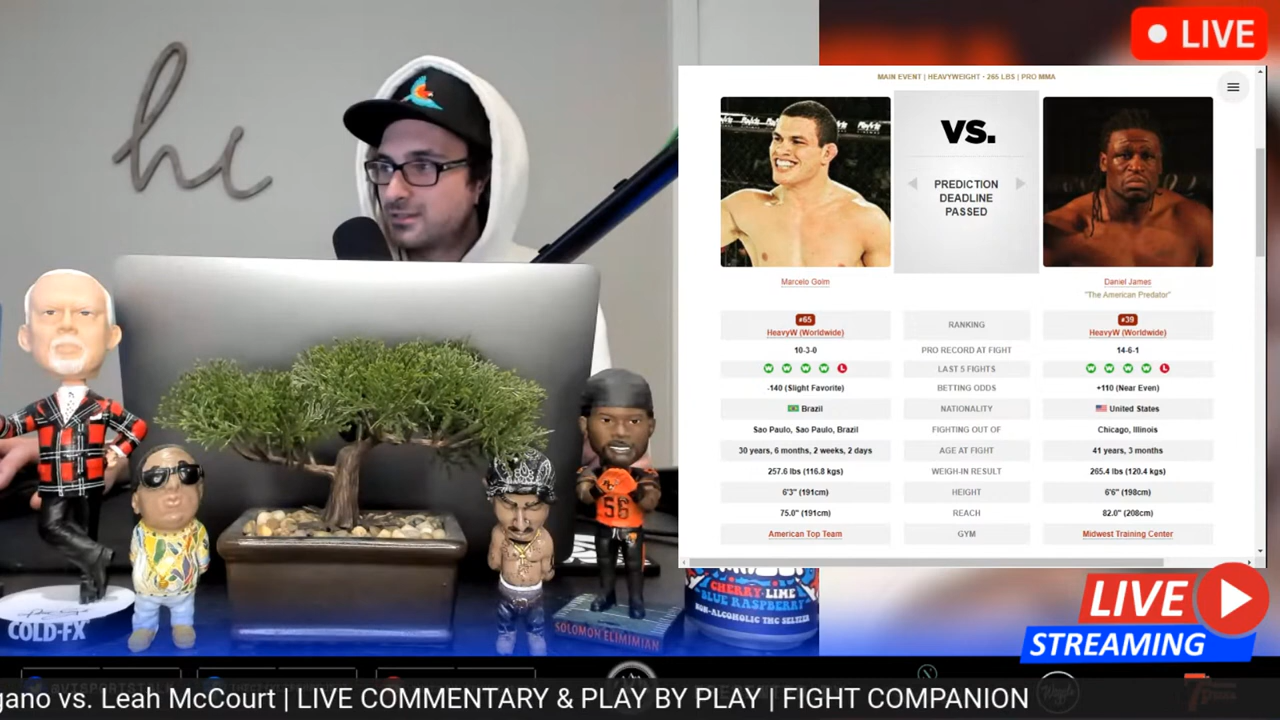 hi
LIVE
MAIN EVENT | HEAVYWEIGHT · 265 LBS | PRO MMA
VS.
PREDICTION
DEADLINE
PASSED
Marcelo Golm
Daniel James
"The American Predator"
#65
HeavyW (Worldwide)
RANKING
#39
HeavyW (Worldwide)
10-3-0
PRO RECORD AT FIGHT
14-6-1
W W W W L
LAST 5 FIGHTS
W W W W L
-140 (Slight Favorite)
BETTING ODDS
+110 (Near Even)
Brazil
NATIONALITY
United States
Sao Paulo, Sao Paulo, Brazil
FIGHTING OUT OF
Chicago, Illinois
30 years, 6 months, 2 weeks, 2 days
AGE AT FIGHT
41 years, 3 months
257.6 lbs (116.8 kgs)
WEIGH-IN RESULT
265.4 lbs (120.4 kgs)
6'3" (191cm)
HEIGHT
6'6" (198cm)
75.0" (191cm)
REACH
82.0" (208cm)
American Top Team
GYM
Midwest Training Center
56
COLD-FX
SOLOMON ELIMIMIAN
CHERRY-LIME
BLUE RASPBERRY
NON-ALCOHOLIC THC SELTZER
LIVE
STREAMING
gano vs. Leah McCourt | LIVE COMMENTARY & PLAY BY PLAY | FIGHT COMPANION